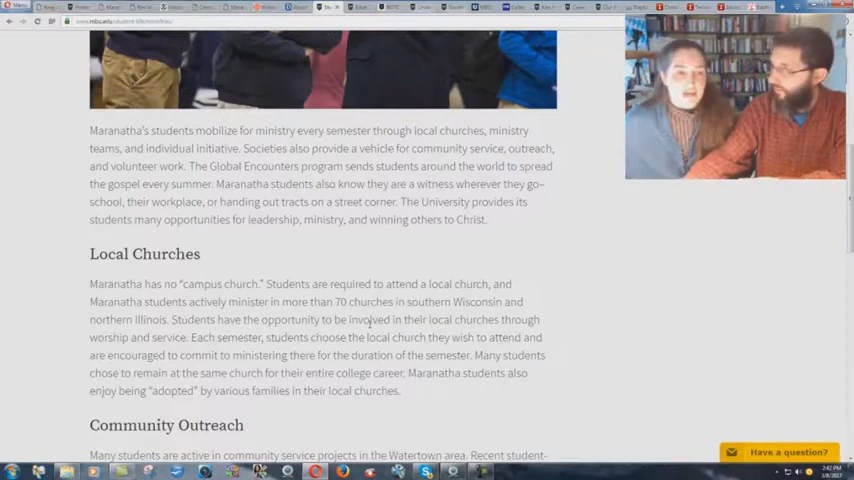 Menu
www.mbu.edu/student-life/ministries/
Maranatha's students mobilize for ministry every semester through local churches, ministry
teams, and individual initiative. Societies also provide a vehicle for community service, outreach,
and volunteer work. The Global Encounters program sends students around the world to spread
the gospel every summer. Maranatha students also know they are a witness wherever they go–
school, their workplace, or handing out tracts on a street corner. The University provides its
students many opportunities for leadership, ministry, and winning others to Christ.
Local Churches
Maranatha has no “campus church.” Students are required to attend a local church, and
Maranatha students actively minister in more than 70 churches in southern Wisconsin and
northern Illinois. Students have the opportunity to be involved in their local churches through
worship and service. Each semester, students choose the local church they wish to attend and
are encouraged to commit to ministering there for the duration of the semester. Many students
chose to remain at the same church for their entire college career. Maranatha students also
enjoy being “adopted” by various families in their local churches.
Community Outreach
Many students are active in community service projects in the Watertown area. Recent student-
Have a question?
2:42 PM